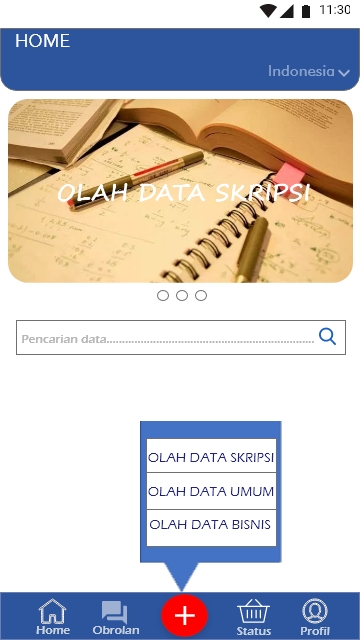 11:30
HOME
Indonesia
OLAH DATA SKRIPSI
Pencarian data............................................................
OLAH DATA SKRIPSI
OLAH DATA UMUM
OLAH DATA BISNIS
Home Obrolan + Status Profil